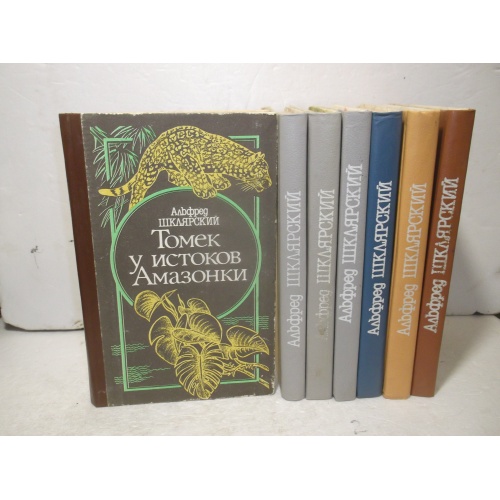 Альфред
ШКЛЯРСКИЙ
Томек
у истоков
Амазонки
Альфред ШКЛЯРСКИЙ
Альфред ШКЛЯРСКИЙ
Альфред ШКЛЯРСКИЙ
Альфред ШКЛЯРСКИЙ
Альфред ШКЛЯРСКИЙ
Альфред ШКЛЯРСКИЙ